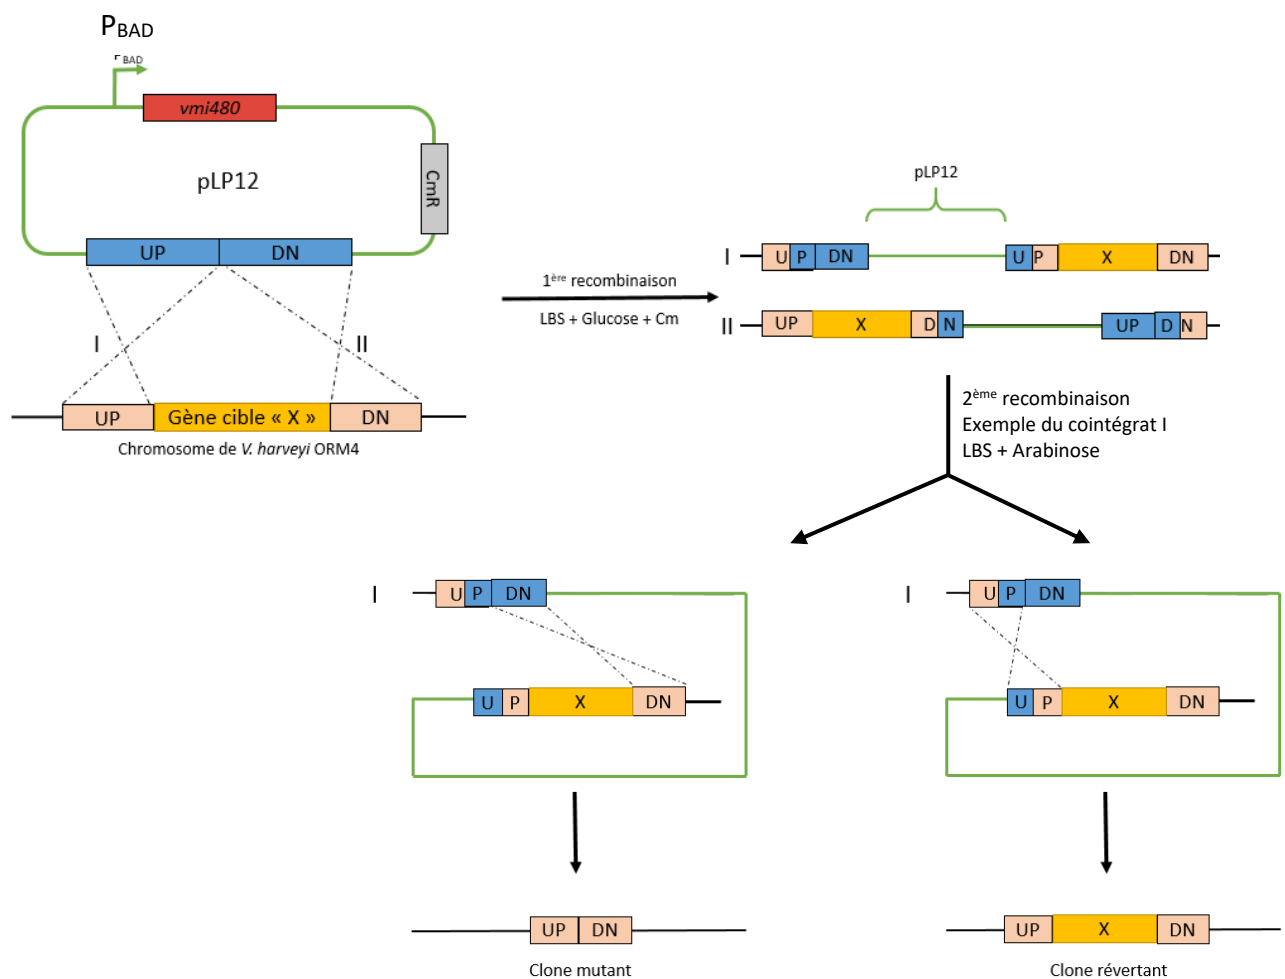 PBAD
BAD
vmi480
CmR
pLP12
UP DN
I II
UP Gène cible « X » DN
Chromosome de V. harveyi ORM4
1ère recombinaison
LBS + Glucose + Cm
pLP12
I U P DN U P X DN
II UP X D N UP D N
2ème recombinaison
Exemple du cointégrat I
LBS + Arabinose
I U P DN
U P X DN
I U P DN
U P X DN
UP DN
Clone mutant
UP X DN
Clone révertant